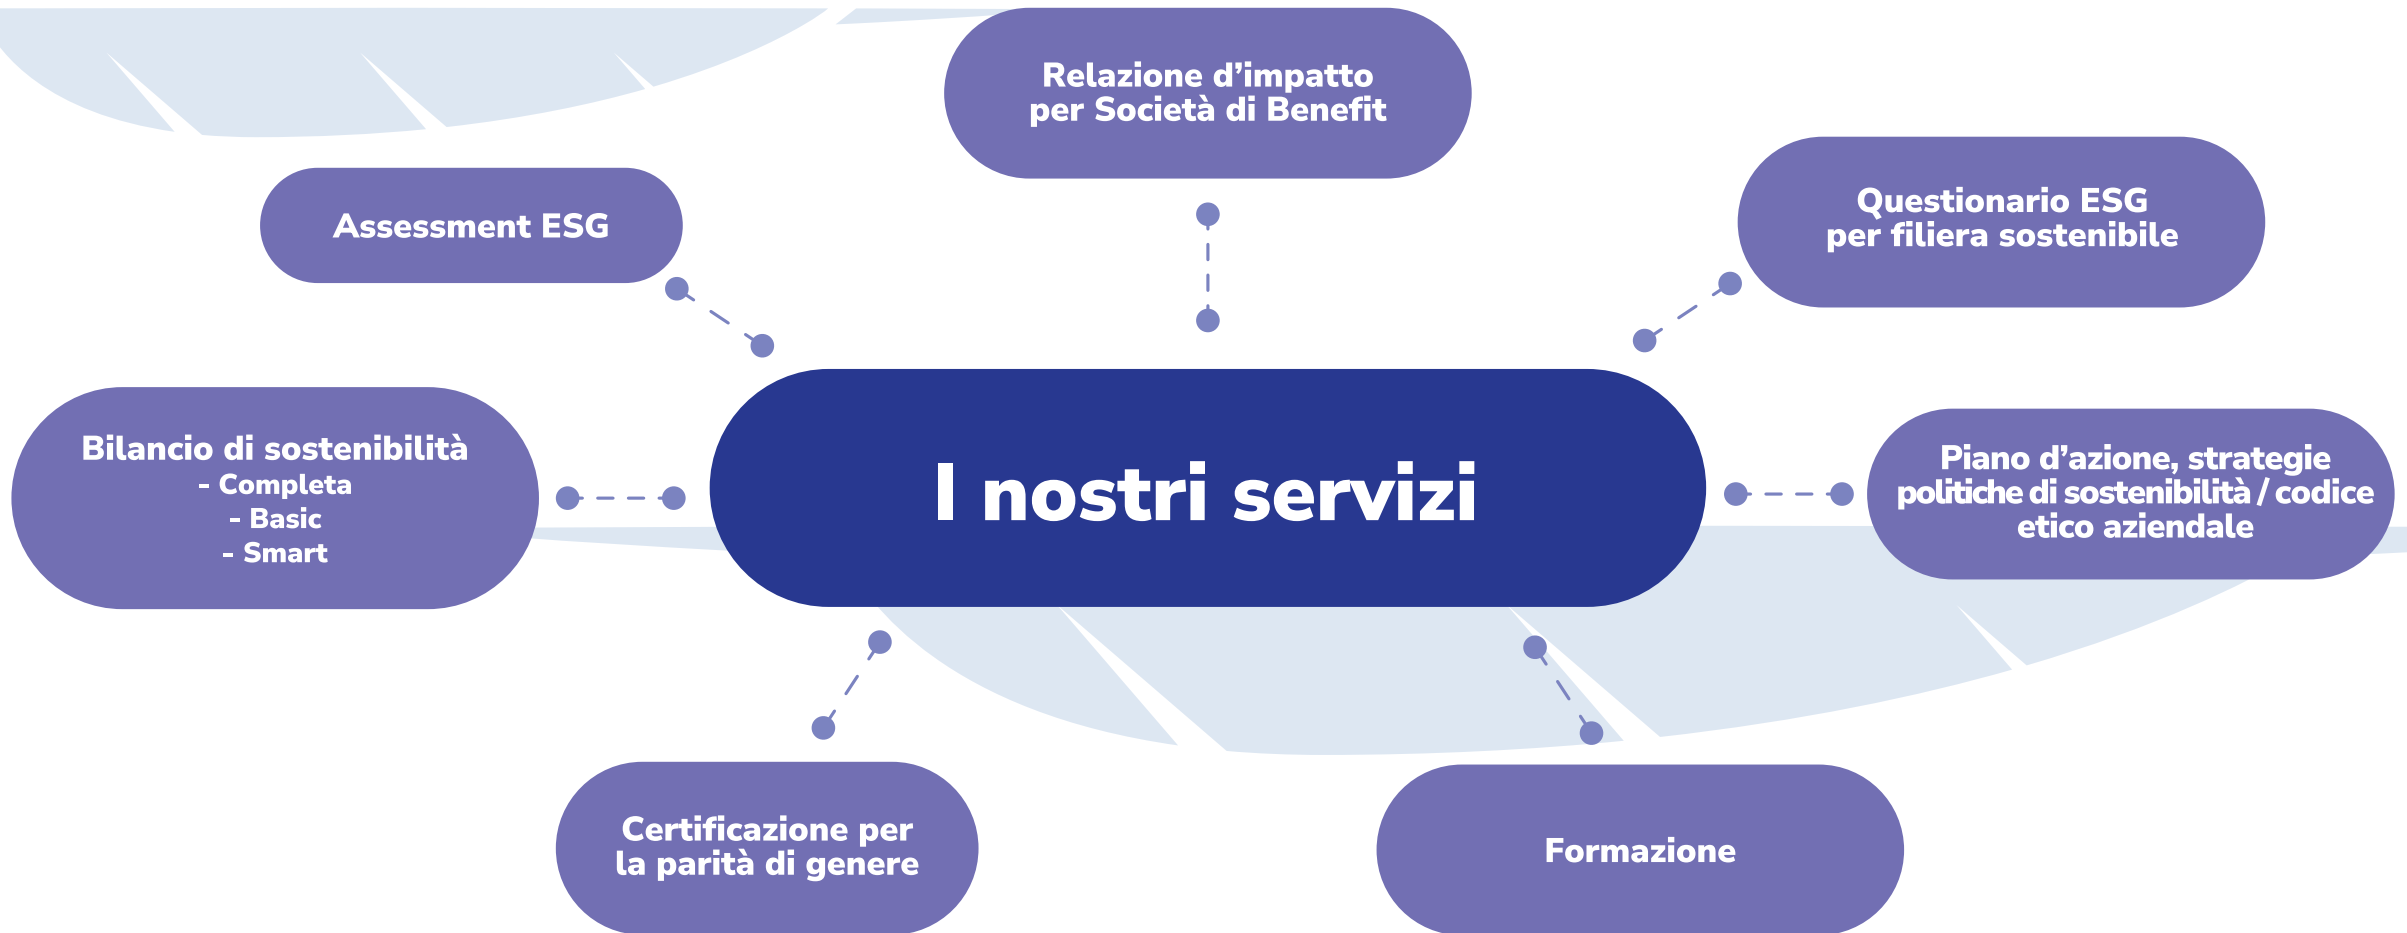 Relazione d’impatto
per Società di Benefit
Questionario ESG
per filiera sostenibile
Assessment ESG
Bilancio di sostenibilità
- Completa
- Basic
- Smart
I nostri servizi
Piano d’azione, strategie
politiche di sostenibilità / codice
etico aziendale
Certificazione per
la parità di genere
Formazione